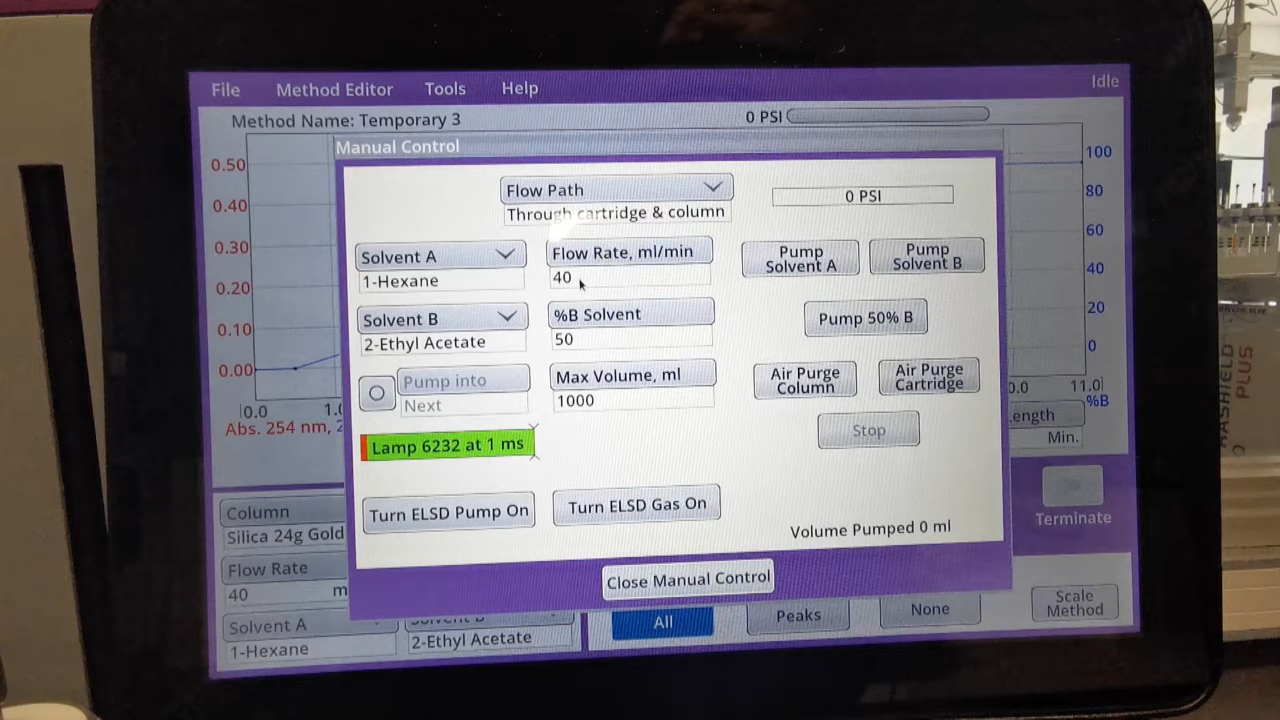 File Method Editor Tools Help Idle
Method Name: Temporary 3 0 PSI
Manual Control
0.50
0.40
0.30
0.20
0.10
0.00
0.0 1.0
Abs. 254 nm, 2
100
80
60
40
20
0
0.0 11.0
%B
Length
Min.
Flow Path
Through cartridge & column
0 PSI
Solvent A
1-Hexane
Flow Rate, ml/min
40
Pump
Solvent A
Pump
Solvent B
Solvent B
2-Ethyl Acetate
%B Solvent
50
Pump 50% B
Pump into
Next
Max Volume, ml
1000
Air Purge
Column
Air Purge
Cartridge
Stop
Lamp 6232 at 1 ms
Turn ELSD Pump On
Turn ELSD Gas On
Volume Pumped 0 ml
Close Manual Control
Column
Silica 24g Gold
Flow Rate
40 m
Solvent A
1-Hexane
Solvent B
2-Ethyl Acetate
All
Peaks
None
Terminate
Scale
Method
RASHIELD
PLUS